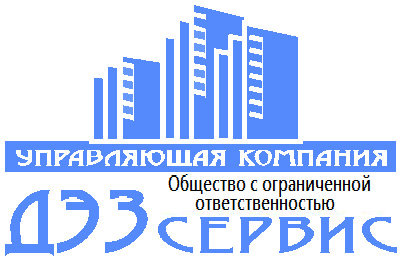 УПРАВЛЯЮЩАЯ КОМПАНИЯ
Общество с ограниченной
ответственностью
ДЭЗ СЕРВИС